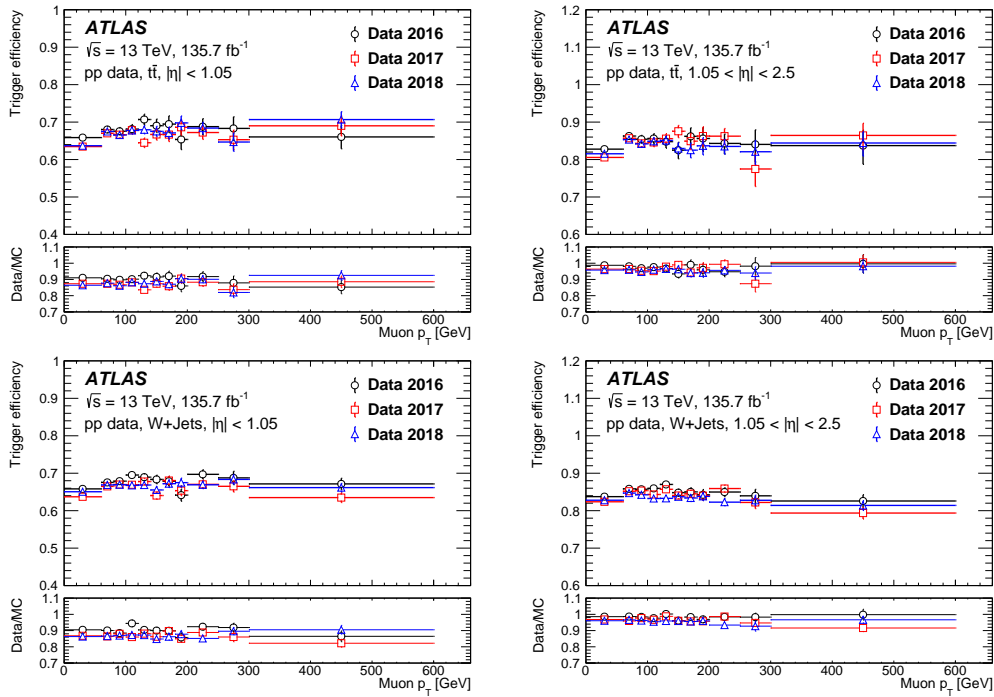 ATLAS
√s = 13 TeV, 135.7 fb⁻¹
pp data, tt̄, |η| < 1.05
Data 2016
Data 2017
Data 2018
Trigger efficiency
1
0.9
0.8
0.7
0.6
0.5
0.4
Data/MC
1.1
1
0.9
0.8
0.7
0 100 200 300 400 500 600
Muon p_T [GeV]
ATLAS
√s = 13 TeV, 135.7 fb⁻¹
pp data, tt̄, 1.05 < |η| < 2.5
Data 2016
Data 2017
Data 2018
Trigger efficiency
1.2
1
0.8
0.6
0.4
Data/MC
1.1
1
0.9
0.8
0.7
0 100 200 300 400 500 600
Muon p_T [GeV]
ATLAS
√s = 13 TeV, 135.7 fb⁻¹
pp data, W+Jets, |η| < 1.05
Data 2016
Data 2017
Data 2018
Trigger efficiency
1
0.9
0.8
0.7
0.6
0.5
0.4
Data/MC
1.1
1
0.9
0.8
0.7
0 100 200 300 400 500 600
Muon p_T [GeV]
ATLAS
√s = 13 TeV, 135.7 fb⁻¹
pp data, W+Jets, 1.05 < |η| < 2.5
Data 2016
Data 2017
Data 2018
Trigger efficiency
1.2
1
0.8
0.6
0.4
Data/MC
1.1
1
0.9
0.8
0.7
0 100 200 300 400 500 600
Muon p_T [GeV]